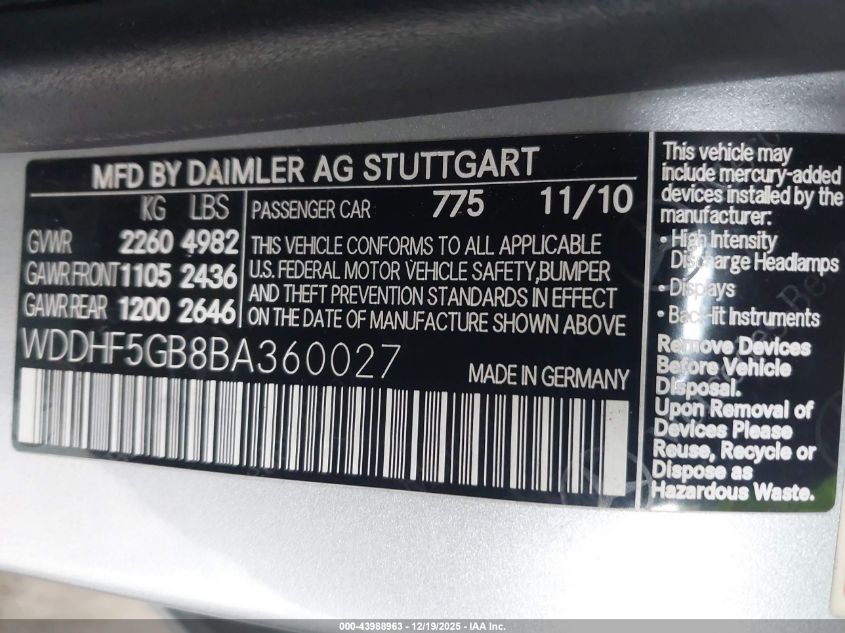 MFD BY DAIMLER AG STUTTGART
KG LBS
GVWR 2260 4982
GAWR FRONT 1105 2436
GAWR REAR 1200 2646
PASSENGER CAR 775 11/10
THIS VEHICLE CONFORMS TO ALL APPLICABLE
U.S. FEDERAL MOTOR VEHICLE SAFETY,BUMPER
AND THEFT PREVENTION STANDARDS IN EFFECT
ON THE DATE OF MANUFACTURE SHOWN ABOVE
WDDHF5GB8BA360027
MADE IN GERMANY
This vehicle may
include mercury-added
devices installed by the
manufacturer:
• High Intensity
Discharge Headlamps
• Displays
• Back-lit Instruments
Remove Devices
Before Vehicle
Disposal.
Upon Removal of
Devices Please
Reuse, Recycle or
Dispose as
Hazardous Waste.
000-43988963 - 12/19/2025 - IAA Inc.